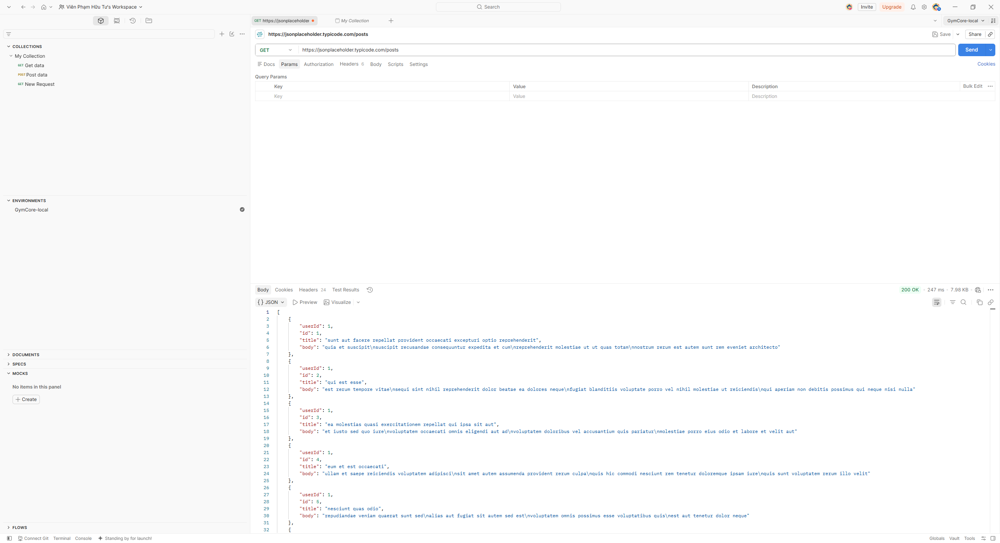 Viên Phạm Hữu Tư's Workspace
Search
Invite
Upgrade
GET https://jsonplaceholder
My Collection
GymCore-local
HTTP https://jsonplaceholder.typicode.com/posts
Save
Share
COLLECTIONS
My Collection
GET Get data
POST Post data
GET New Request
GET https://jsonplaceholder.typicode.com/posts
Send
Docs Params Authorization Headers 6 Body Scripts Settings
Cookies
Query Params
Key Value Description Bulk Edit
Key Value Description
ENVIRONMENTS
GymCore-local
DOCUMENTS
SPECS
MOCKS
No items in this panel
Create
FLOWS
Body Cookies Headers 24 Test Results
200 OK 247 ms 7.98 KB
{} JSON Preview Visualize
1 [
2 {
3 "userId": 1,
4 "id": 1,
5 "title": "sunt aut facere repellat provident occaecati excepturi optio reprehenderit",
6 "body": "quia et suscipit\nsuscipit recusandae consequuntur expedita et cum\nreprehenderit molestiae ut ut quas totam\nnostrum rerum est autem sunt rem eveniet architecto"
7 },
8 {
9 "userId": 1,
10 "id": 2,
11 "title": "qui est esse",
12 "body": "est rerum tempore vitae\nsequi sint nihil reprehenderit dolor beatae ea dolores neque\nfugiat blanditiis voluptate porro vel nihil molestiae ut reiciendis\nqui aperiam non debitis possimus qui neque nisi nulla"
13 },
14 {
15 "userId": 1,
16 "id": 3,
17 "title": "ea molestias quasi exercitationem repellat qui ipsa sit aut",
18 "body": "et iusto sed quo iure\nvoluptatem occaecati omnis eligendi aut ad\nvoluptatem doloribus vel accusantium quis pariatur\nmolestiae porro eius odio et labore et velit aut"
19 },
20 {
21 "userId": 1,
22 "id": 4,
23 "title": "eum et est occaecati",
24 "body": "ullam et saepe reiciendis voluptatem adipisci\nsit amet autem assumenda provident rerum culpa\nquis hic commodi nesciunt rem tenetur doloremque ipsam iure\nquis sunt voluptatem rerum illo velit"
25 },
26 {
27 "userId": 1,
28 "id": 5,
29 "title": "nesciunt quas odio",
30 "body": "repudiandae veniam quaerat sunt sed\nalias aut fugiat sit autem sed est\nvoluptatem omnis possimus esse voluptatibus quis\nest aut tenetur dolor neque"
31 },
32 {
Connect Git Terminal Console Standing by for launch!
Globals Vault Tools